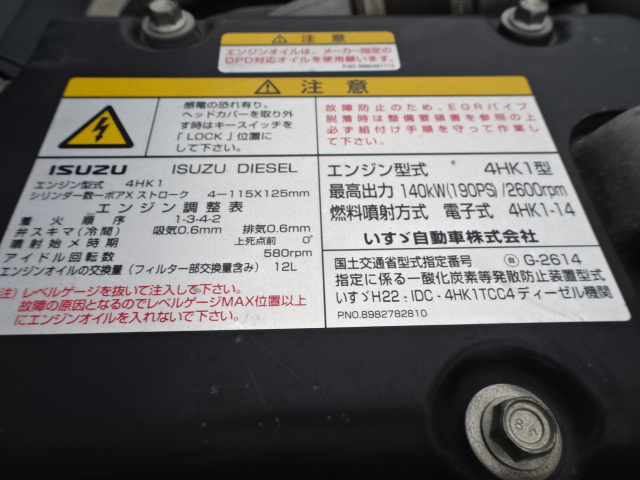 注意
エンジンオイルは、メーカー指定の
DPD対応オイルを使用願います。
注意
感電の恐れ有り。
ヘッドカバーを取り外
す時はキースイッチを
「LOCK」位置に
して下さい。
故障防止のため、EGRパイプ
脱着時は整備要領書を参照の上
必ず組付け手順を守って作業し
て下さい。
ISUZU ISUZU DIESEL
エンジン型式 4HK1
シリンダー数ーボアXストローク 4ー115X125mm
エンジン調整表
着火順序 1-3-4-2
弁スキマ(冷間) 吸気0.6mm 排気0.6mm
噴射始メ時期 上死点前 0°
アイドル回転数 580rpm
エンジンオイルの交換量(フィルター部交換量含み) 12L
注)レベルゲージを抜いて注入して下さい。
故障の原因となるのでレベルゲージMAX位置以上
にエンジンオイルを入れないで下さい。
エンジン型式 4HK1型
最高出力 140kW(190PS)/2600rpm
燃料噴射方式 電子式 4HK1-14
いすゞ自動車株式会社
国土交通省型式指定番号 G-2614
指定に係る一酸化炭素等発散防止装置型式
いすゞH22-IDC-4HK1TCC4ディーゼル機関
P.NO.8982782810